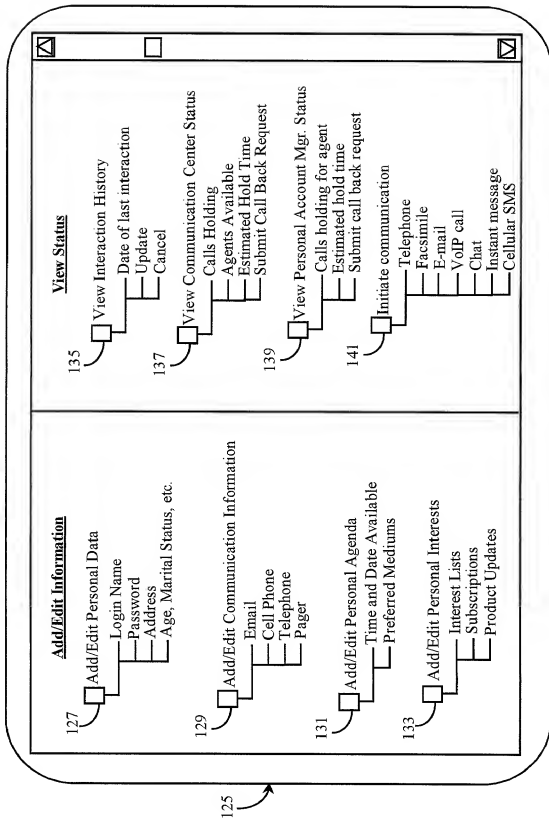 Add/Edit Information
127
Add/Edit Personal Data
Login Name
Password
Address
Age, Marital Status, etc.
129
Add/Edit Communication Information
Email
Cell Phone
Telephone
Pager
131
Add/Edit Personal Agenda
Time and Date Available
Preferred Mediums
133
Add/Edit Personal Interests
Interest Lists
Subscriptions
Product Updates
View Status
135
View Interaction History
Date of last interaction
Update
Cancel
137
View Communication Center Status
Calls Holding
Agents Available
Estimated Hold Time
Submit Call Back Request
139
View Personal Account Mgr. Status
Calls holding for agent
Estimated hold time
Submit call back request
141
Initiate communication
Telephone
Facsimile
E-mail
VoIP call
Chat
Instant message
Cellular SMS
125